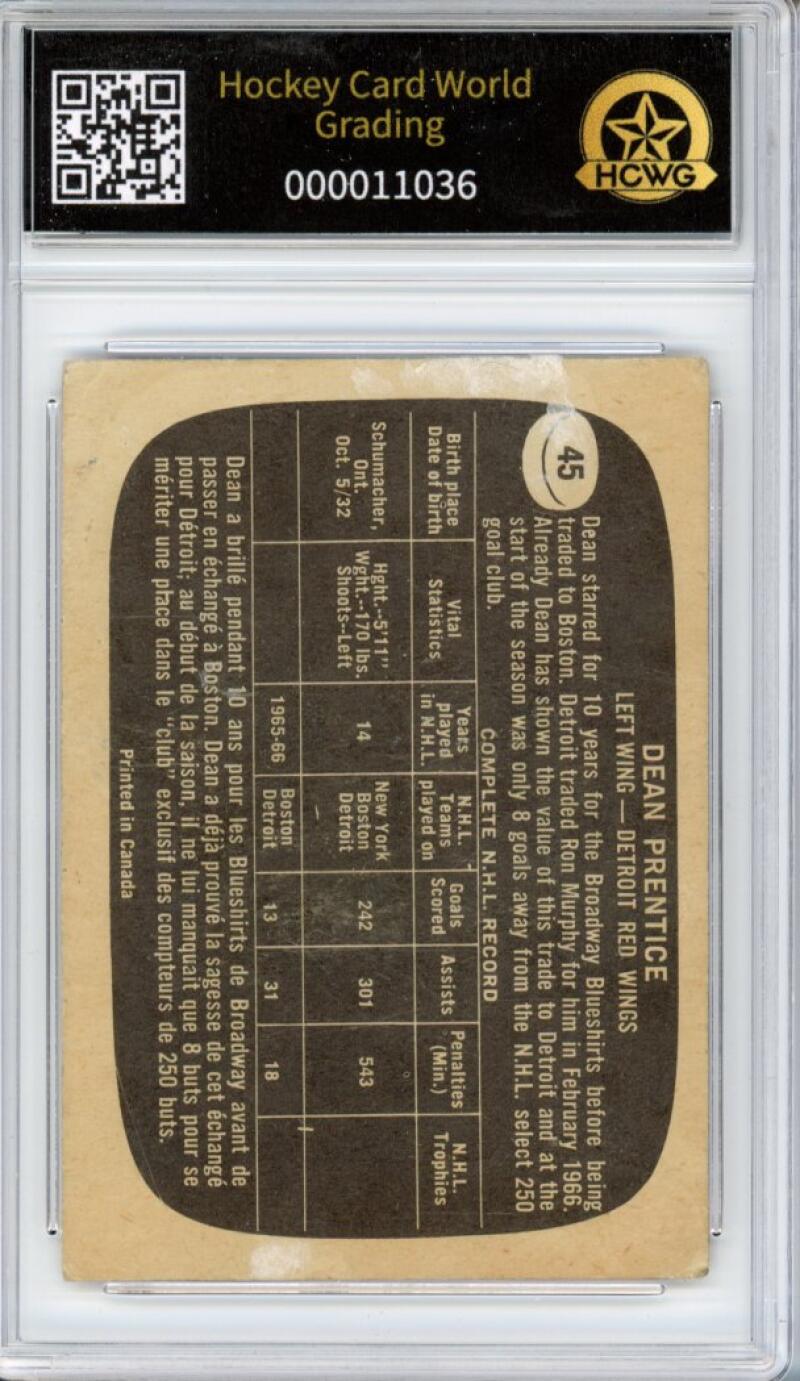 Hockey Card World
Grading
000011036
HCWG
45
DEAN PRENTICE
LEFT WING — DETROIT RED WINGS
Dean starred for 10 years for the Broadway Blueshirts before being
traded to Boston. Detroit traded Ron Murphy for him in February 1966.
Already Dean has shown the value of this trade to Detroit and at the
start of the season was only 8 goals away from the N.H.L. select 250
goal club.
COMPLETE N.H.L. RECORD
Birth place
Date of birth
Vital
Statistics
Years
played
in N.H.L.
N.H.L.
Teams
played on
Goals
Scored
Assists
Penalties
(Min.)
N.H.L.
Trophies
Schumacher,
Ont.
Oct. 5/32
Hght.--5'11"
Wght.--170 lbs.
Shoots--Left
14
New York
Boston
Detroit
242
301
543
1965-66
Boston
Detroit
13
31
18
Dean a brillé pendant 10 ans pour les Blueshirts de Broadway avant de
passer en échangé à Boston. Dean a déjà prouvé la sagesse de cet échangé
pour Détroit; au début de la saison, il ne lui manquait que 8 buts pour se
mériter une place dans le "club" exclusif des compteurs de 250 buts.
Printed in Canada